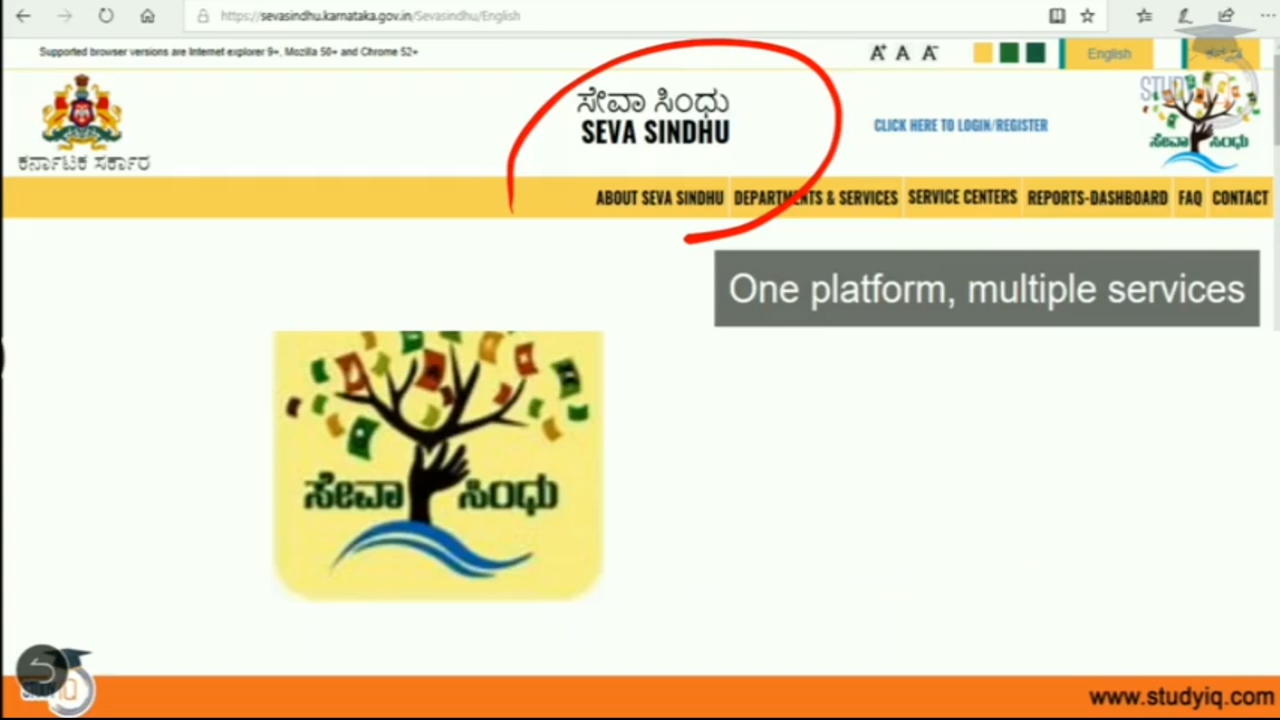 https://sevasindhu.karnataka.gov.in/Sevasindhu/English
Supported browser versions are Internet explorer 9+, Mozilla 50+ and Chrome 52+
A+ A A- English ಕನ್ನಡ
ಕರ್ನಾಟಕ ಸರ್ಕಾರ
ಸೇವಾ ಸಿಂಧು
SEVA SINDHU
CLICK HERE TO LOGIN/REGISTER
ಸೇವಾ ಸಿಂಧು
ABOUT SEVA SINDHU DEPARTMENTS & SERVICES SERVICE CENTERS REPORTS-DASHBOARD FAQ CONTACT
One platform, multiple services
ಸೇವಾ ಸಿಂಧು
www.studyiq.com